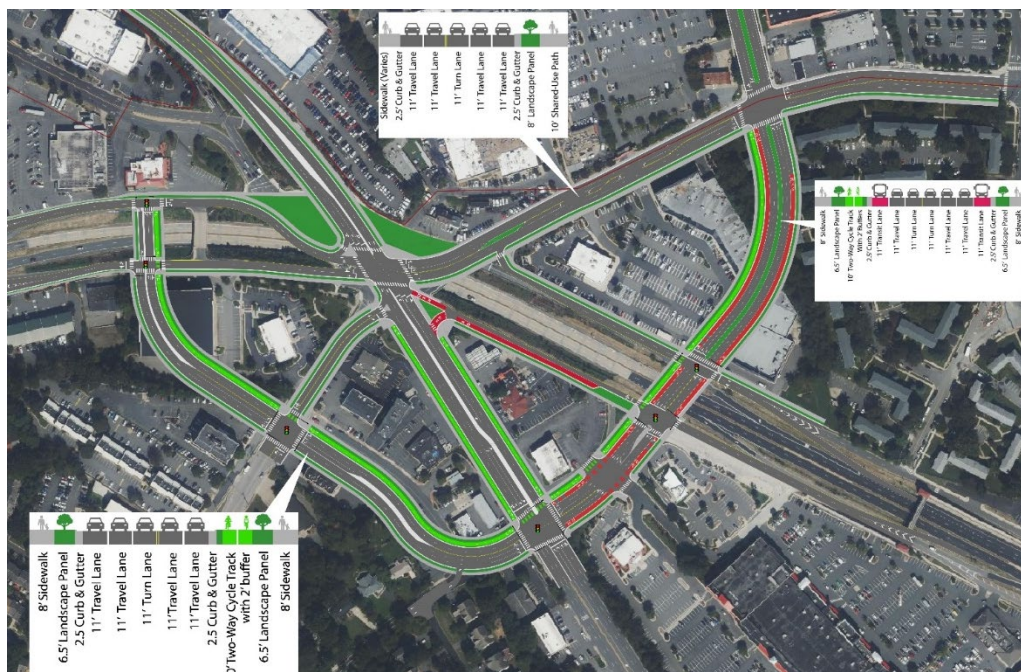 Sidewalk (Varies)
2.5' Curb & Gutter
11' Travel Lane
11' Travel Lane
11' Turn Lane
11' Travel Lane
11' Travel Lane
2.5' Curb & Gutter
8' Landscape Panel
10' Shared-Use Path
8' Sidewalk
6.5' Landscape Panel
10' Two-Way Cycle Track
With 2' Buffers
2.5' Curb & Gutter
11' Transit Lane
11' Travel Lane
11' Turn Lane
11' Turn Lane
11' Travel Lane
11' Travel Lane
11' Transit Lane
2.5' Curb & Gutter
6.5' Landscape Panel
8' Sidewalk
8' Sidewalk
6.5' Landscape Panel
2.5 Curb & Gutter
11' Travel Lane
11' Travel Lane
11' Turn Lane
11' Travel Lane
11' Travel Lane
2.5 Curb & Gutter
0' Two-Way Cycle Track
with 2' buffer
6.5' Landscape Panel
8' Sidewalk